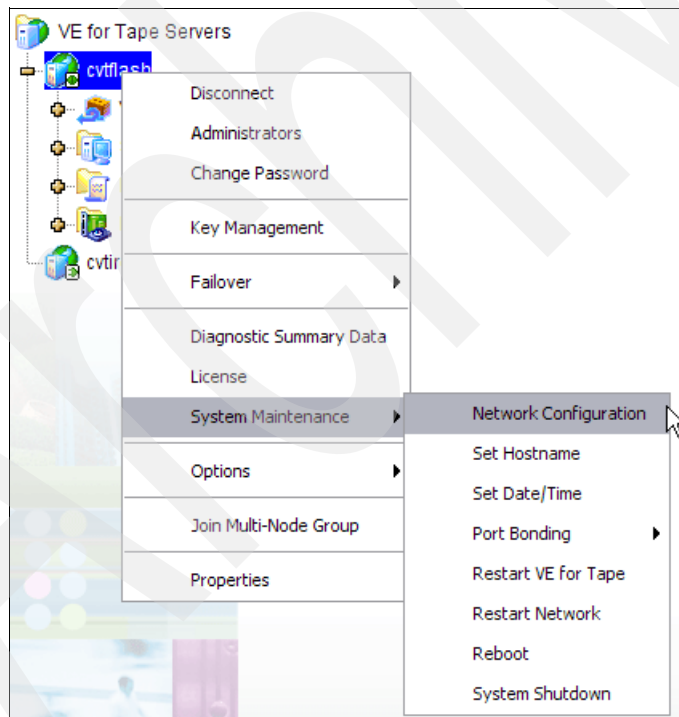 VE for Tape Servers
cvtflash
Disconnect
Administrators
Change Password
Key Management
Failover
Diagnostic Summary Data
License
System Maintenance
Options
Join Multi-Node Group
Properties
Network Configuration
Set Hostname
Set Date/Time
Port Bonding
Restart VE for Tape
Restart Network
Reboot
System Shutdown